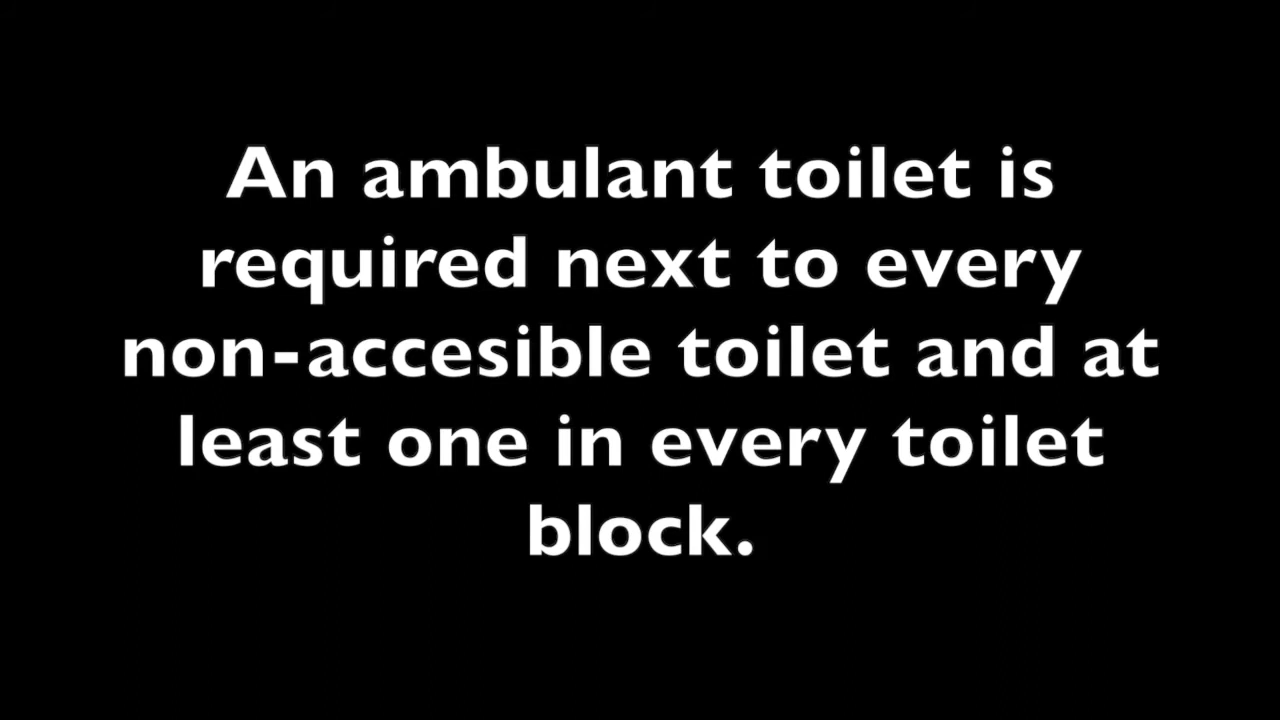 An ambulant toilet is
required next to every
non-accesible toilet and at
least one in every toilet
block.